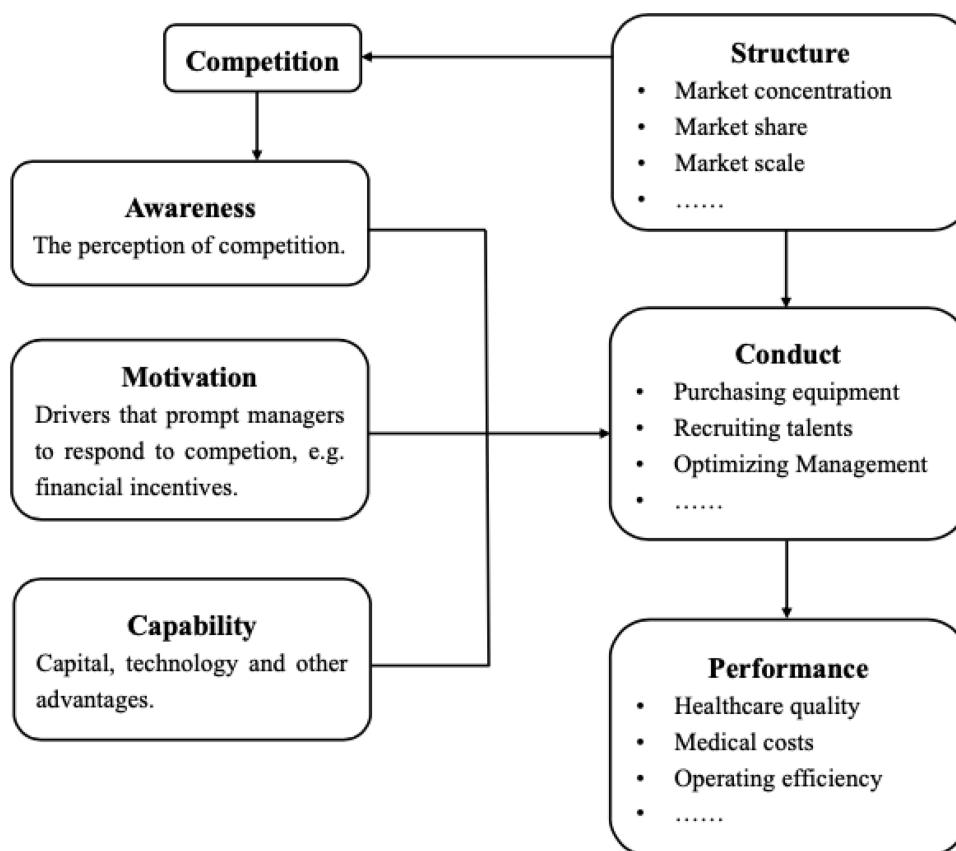 Competition
Structure
• Market concentration
• Market share
• Market scale
• ……
Awareness
The perception of competition.
Motivation
Drivers that prompt managers
to respond to competion, e.g.
financial incentives.
Conduct
• Purchasing equipment
• Recruiting talents
• Optimizing Management
• ……
Capability
Capital, technology and other
advantages.
Performance
• Healthcare quality
• Medical costs
• Operating efficiency
• ……